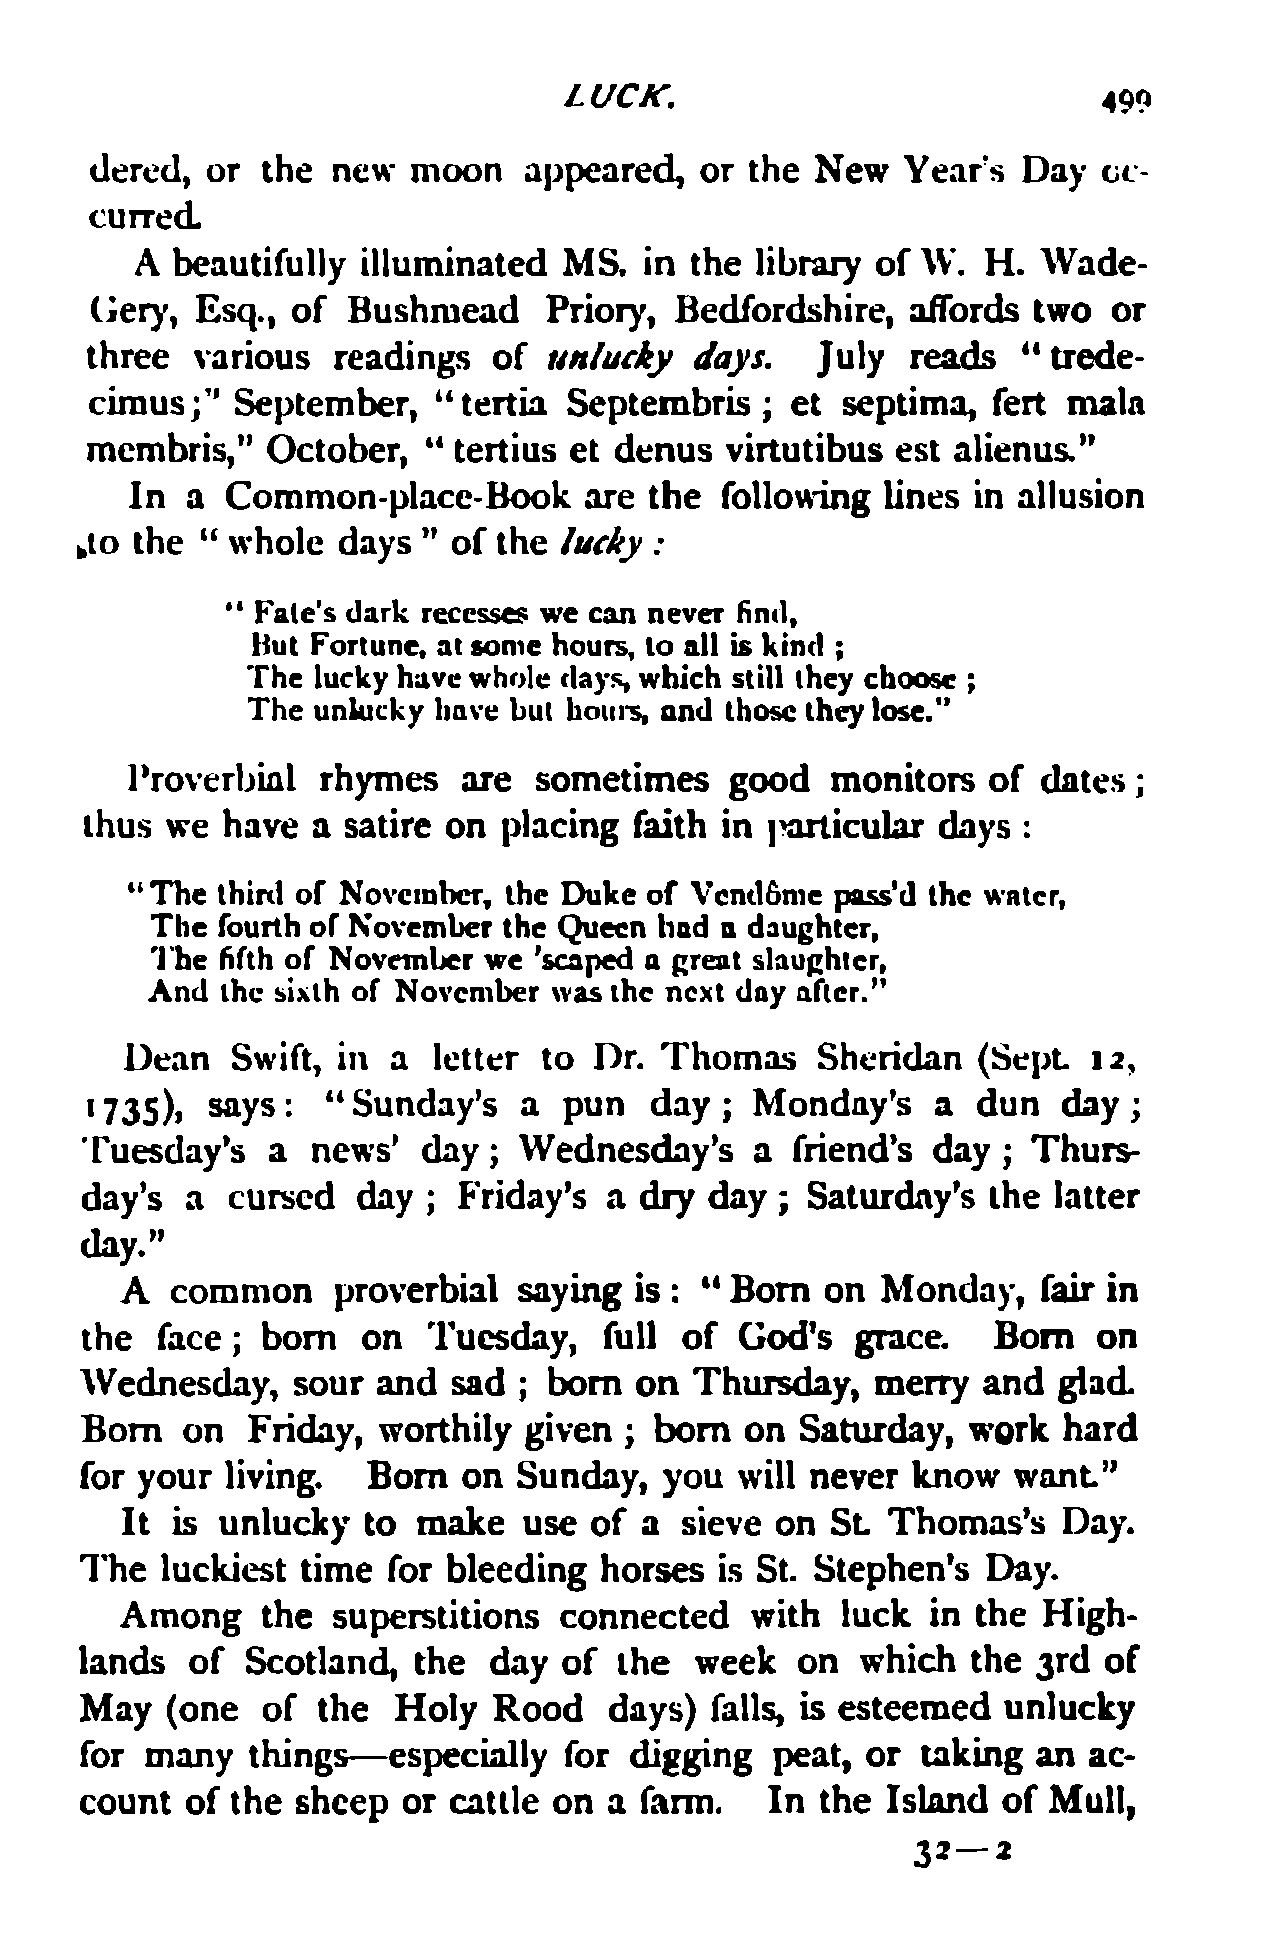 LUCK. 499
dered, or the new moon appeared, or the New Year's Day oc-
curred.
A beautifully illuminated MS. in the library of W. H. Wade-
Gery, Esq., of Bushmead Priory, Bedfordshire, affords two or
three various readings of unlucky days. July reads "trede-
cimus;" September, "tertia Septembris; et septima, fert mala
membris," October, "tertius et denus virtutibus est alienus."
In a Common-place-Book are the following lines in allusion
to the "whole days" of the lucky:
"Fate's dark recesses we can never find,
But Fortune, at some hours, to all is kind;
The lucky have whole days, which still they choose;
The unlucky have but hours, and those they lose."
Proverbial rhymes are sometimes good monitors of dates;
thus we have a satire on placing faith in particular days:
"The third of November, the Duke of Vendôme pass'd the water,
The fourth of November the Queen had a daughter,
The fifth of November we 'scaped a great slaughter,
And the sixth of November was the next day after."
Dean Swift, in a letter to Dr. Thomas Sheridan (Sept. 12,
1735), says: "Sunday's a pun day; Monday's a dun day;
Tuesday's a news' day; Wednesday's a friend's day; Thurs-
day's a cursed day; Friday's a dry day; Saturday's the latter
day."
A common proverbial saying is: "Born on Monday, fair in
the face; born on Tuesday, full of God's grace. Born on
Wednesday, sour and sad; born on Thursday, merry and glad.
Born on Friday, worthily given; born on Saturday, work hard
for your living. Born on Sunday, you will never know want."
It is unlucky to make use of a sieve on St. Thomas's Day.
The luckiest time for bleeding horses is St. Stephen's Day.
Among the superstitions connected with luck in the High-
lands of Scotland, the day of the week on which the 3rd of
May (one of the Holy Rood days) falls, is esteemed unlucky
for many things—especially for digging peat, or taking an ac-
count of the sheep or cattle on a farm. In the Island of Mull,
32—2